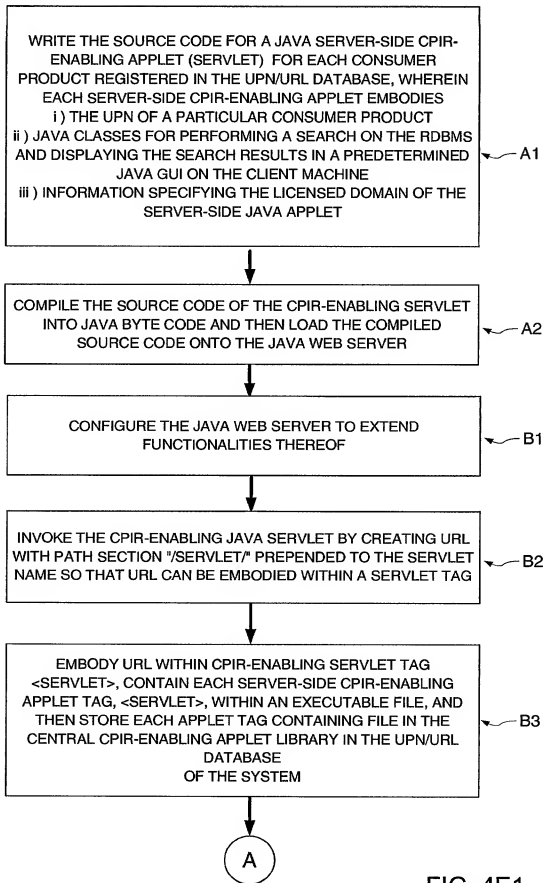 WRITE THE SOURCE CODE FOR A JAVA SERVER-SIDE CPIR-
ENABLING APPLET (SERVLET) FOR EACH CONSUMER
PRODUCT REGISTERED IN THE UPN/URL DATABASE, WHEREIN
EACH SERVER-SIDE CPIR-ENABLING APPLET EMBODIES
i ) THE UPN OF A PARTICULAR CONSUMER PRODUCT
ii ) JAVA CLASSES FOR PERFORMING A SEARCH ON THE RDBMS
AND DISPLAYING THE SEARCH RESULTS IN A PREDETERMINED
JAVA GUI ON THE CLIENT MACHINE
iii ) INFORMATION SPECIFYING THE LICENSED DOMAIN OF THE
SERVER-SIDE JAVA APPLET
A1
COMPILE THE SOURCE CODE OF THE CPIR-ENABLING SERVLET
INTO JAVA BYTE CODE AND THEN LOAD THE COMPILED
SOURCE CODE ONTO THE JAVA WEB SERVER
A2
CONFIGURE THE JAVA WEB SERVER TO EXTEND
FUNCTIONALITIES THEREOF
B1
INVOKE THE CPIR-ENABLING JAVA SERVLET BY CREATING URL
WITH PATH SECTION "/SERVLET/" PREPENDED TO THE SERVLET
NAME SO THAT URL CAN BE EMBODIED WITHIN A SERVLET TAG
B2
EMBODY URL WITHIN CPIR-ENABLING SERVLET TAG
<SERVLET>, CONTAIN EACH SERVER-SIDE CPIR-ENABLING
APPLET TAG, <SERVLET>, WITHIN AN EXECUTABLE FILE, AND
THEN STORE EACH APPLET TAG CONTAINING FILE IN THE
CENTRAL CPIR-ENABLING APPLET LIBRARY IN THE UPN/URL
DATABASE
OF THE SYSTEM
B3
A
FIG. 4E1